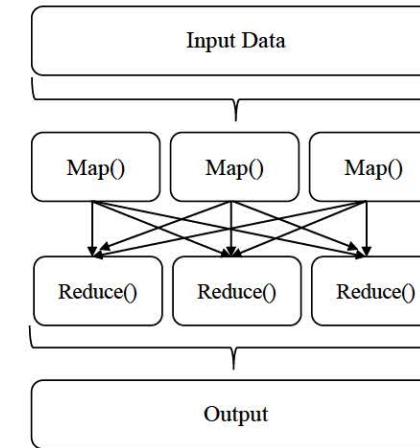 Input Data
Map() Map() Map()
Reduce() Reduce() Reduce()
Output